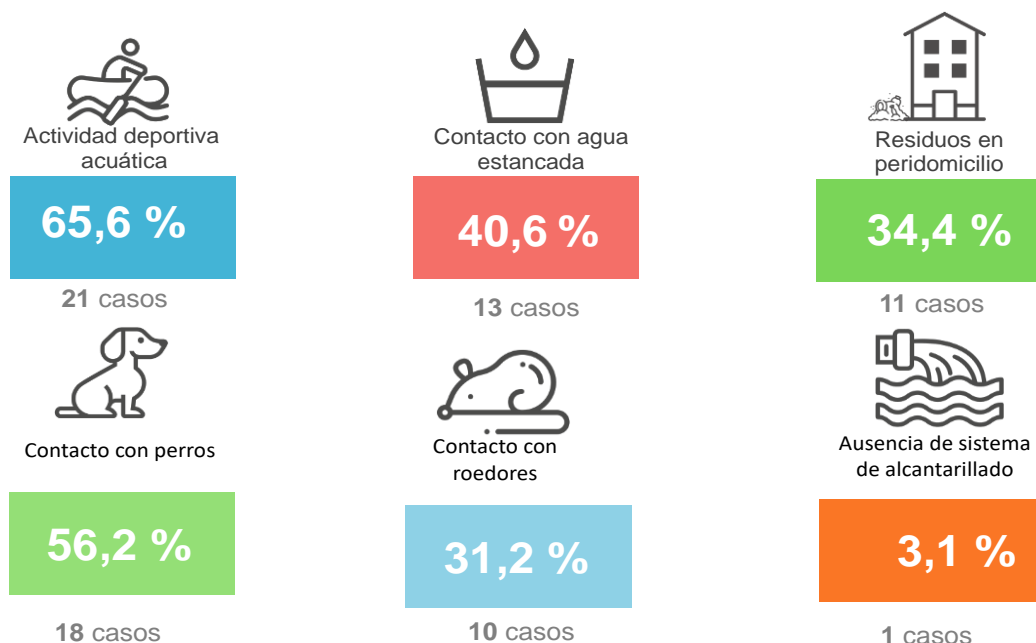 Actividad deportiva
acuática
65,6 %
21 casos
Contacto con agua
estancada
40,6 %
13 casos
Residuos en
peridomicilio
34,4 %
11 casos
Contacto con perros
56,2 %
18 casos
Contacto con
roedores
31,2 %
10 casos
Ausencia de sistema
de alcantarillado
3,1 %
1 casos